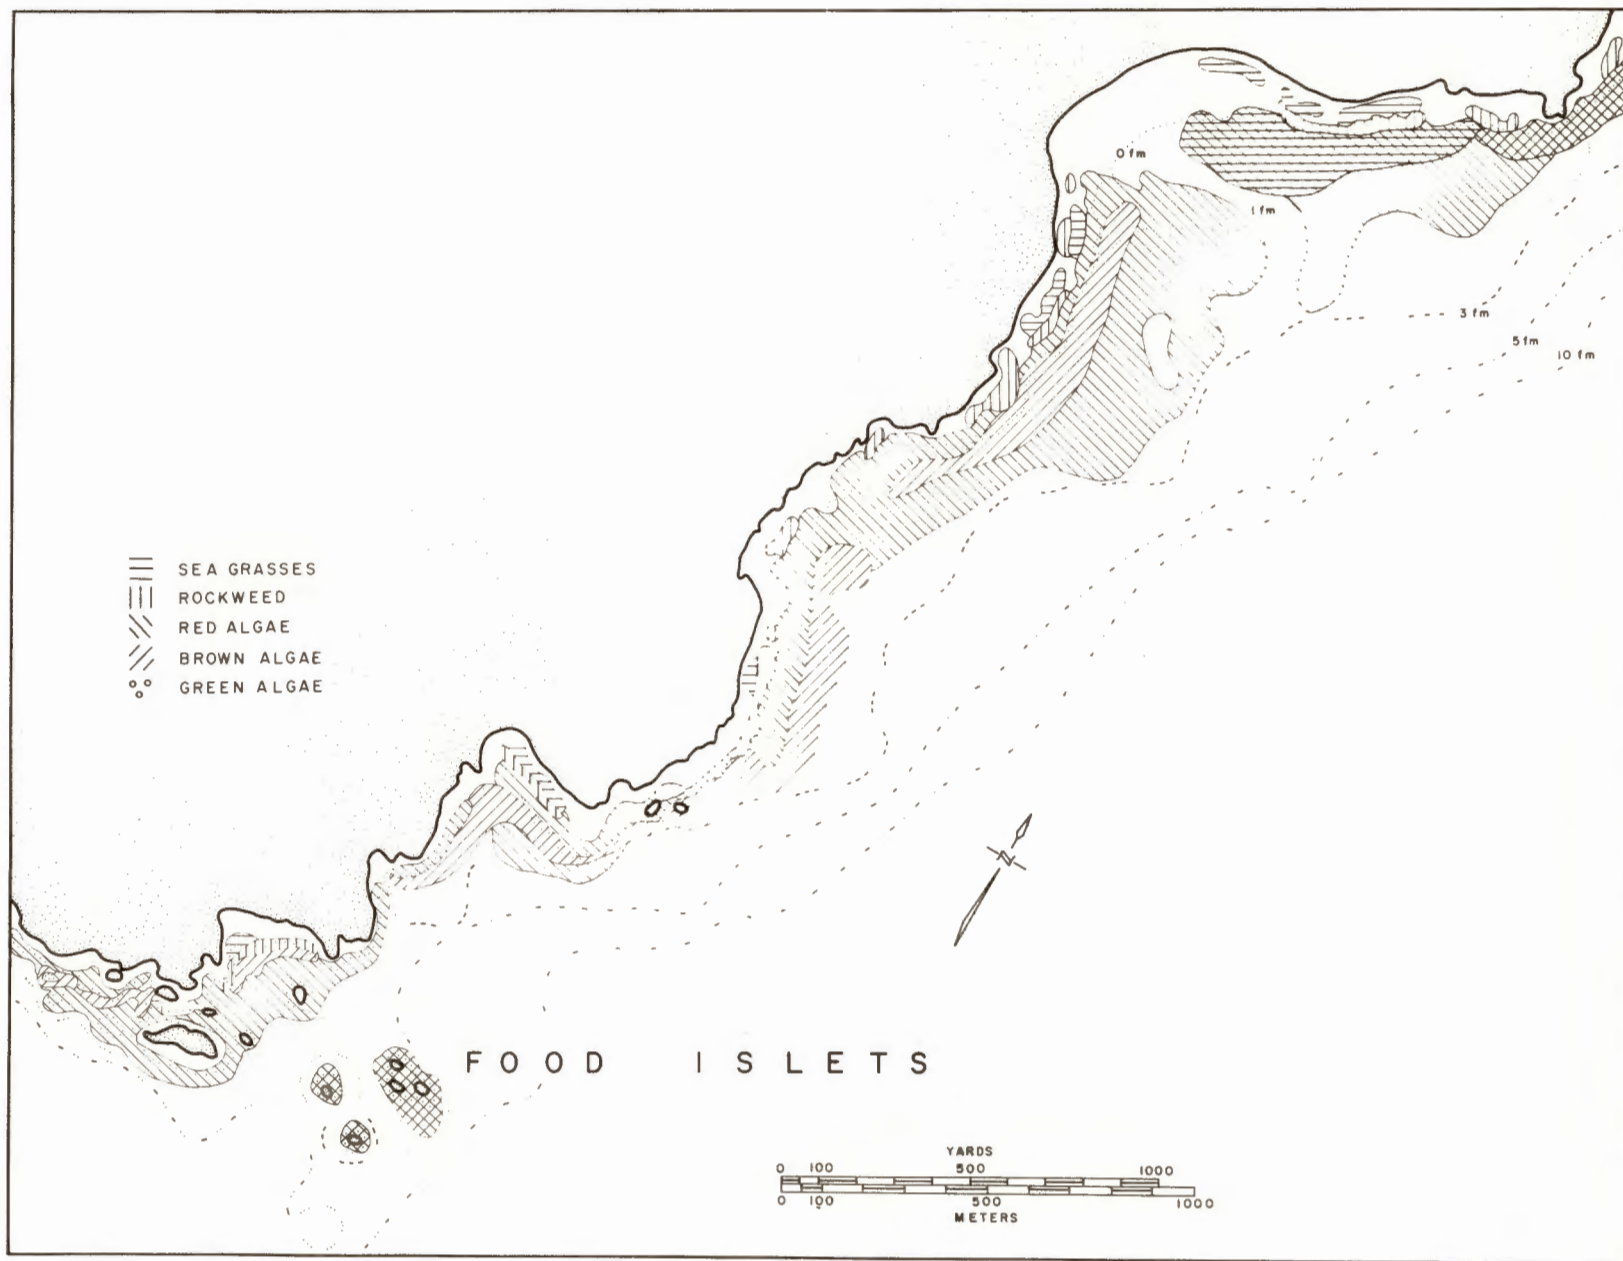 0 fm
1 fm
3 fm
5 fm
10 fm
SEA GRASSES
ROCKWEED
RED ALGAE
BROWN ALGAE
GREEN ALGAE
N
FOOD ISLETS
YARDS
0 100 500 1000
0 100 500 1000
METERS